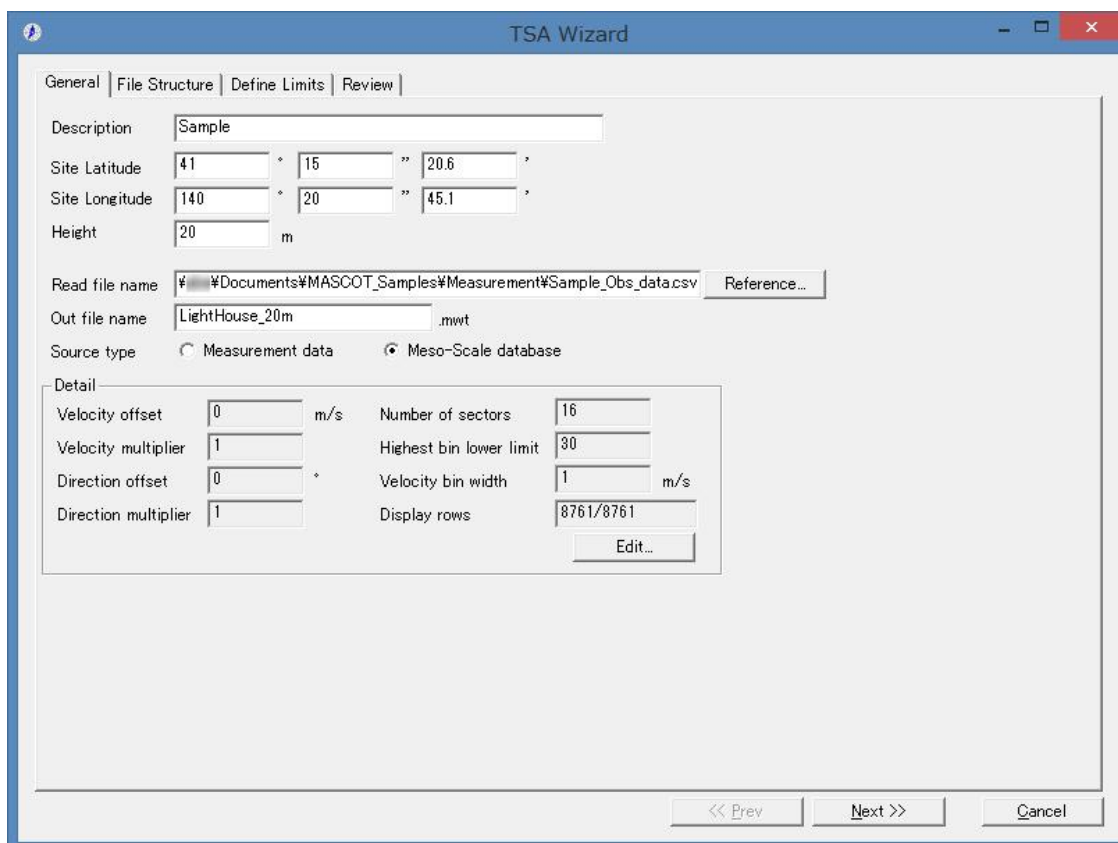 TSA Wizard
General File Structure Define Limits Review
Description Sample
Site Latitude 41 ° 15 ” 20.6 ’
Site Longitude 140 ° 20 ” 45.1 ’
Height 20 m
Read file name ¥ ¥Documents¥MASCOT_Samples¥Measurement¥Sample_Obs_data.csv Reference...
Out file name LightHouse_20m .mwt
Source type Measurement data Meso-Scale database
Detail
Velocity offset 0 m/s Number of sectors 16
Velocity multiplier 1 Highest bin lower limit 30
Direction offset 0 ° Velocity bin width 1 m/s
Direction multiplier 1 Display rows 8761/8761
Edit...
<< Prev Next >> Cancel